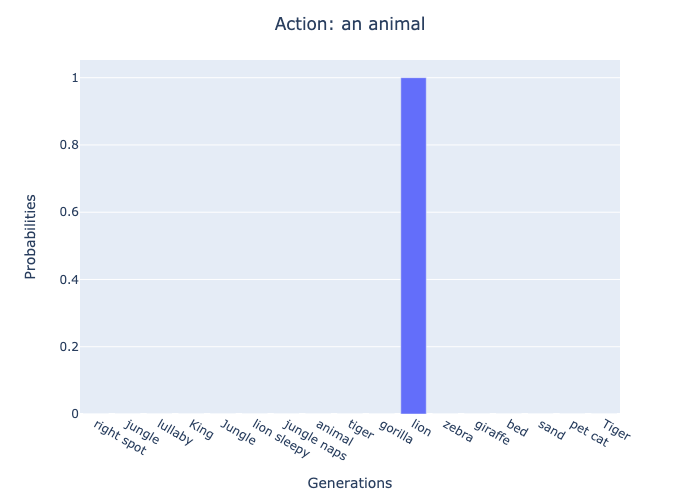 Action: an animal
1
0.8
0.6
0.4
0.2
0
Probabilities
right spot
jungle
lullaby
King
Jungle
lion sleepy
jungle naps
animal
tiger
gorilla
lion
zebra
giraffe
bed
sand
pet cat
Tiger
Generations